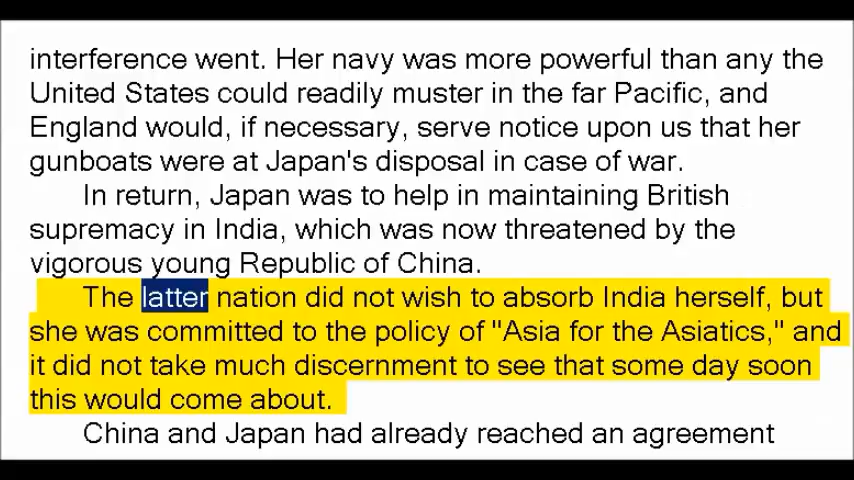 interference went. Her navy was more powerful than any the
United States could readily muster in the far Pacific, and
England would, if necessary, serve notice upon us that her
gunboats were at Japan's disposal in case of war.
In return, Japan was to help in maintaining British
supremacy in India, which was now threatened by the
vigorous young Republic of China.
The latter nation did not wish to absorb India herself, but
she was committed to the policy of "Asia for the Asiatics," and
it did not take much discernment to see that some day soon
this would come about.
China and Japan had already reached an agreement